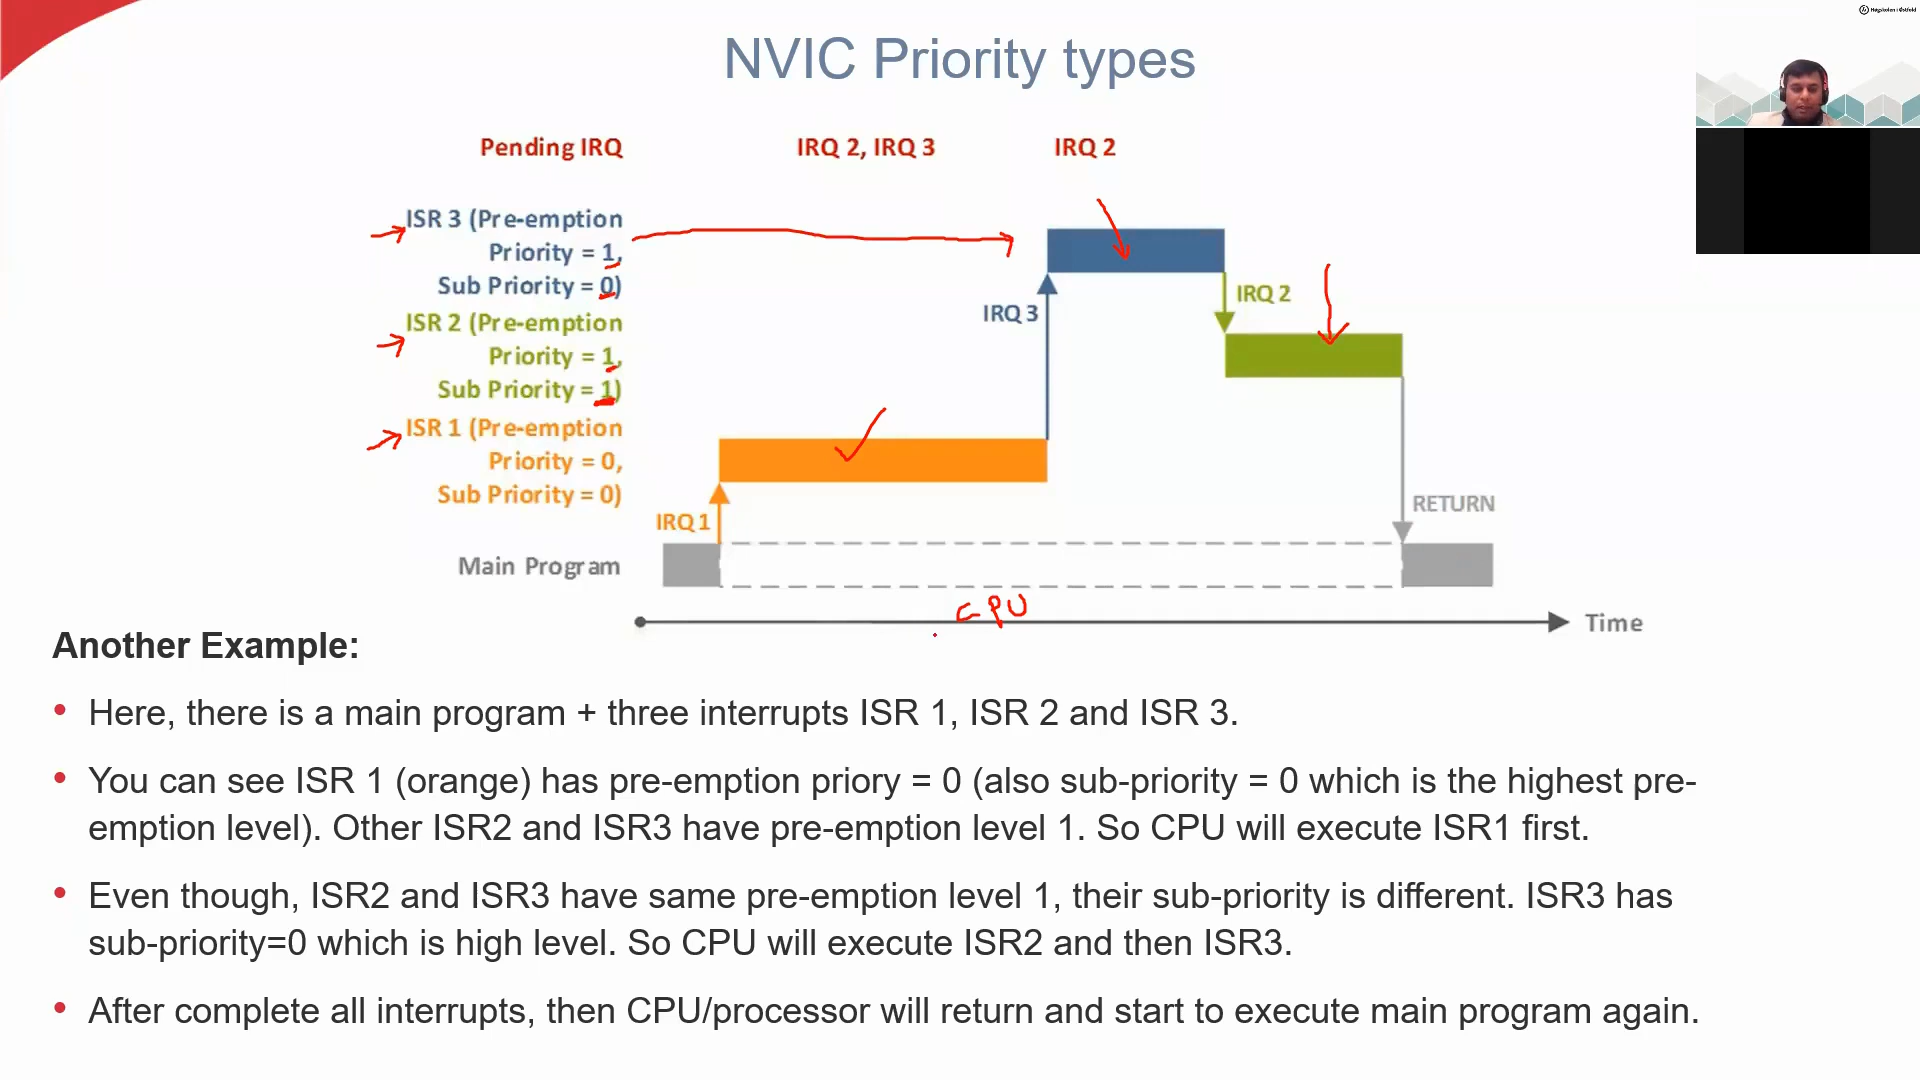 Høgskolen i Østfold
NVIC Priority types
Pending IRQ
IRQ 2, IRQ 3
IRQ 2
ISR 3 (Pre-emption
Priority = 1,
Sub Priority = 0)
ISR 2 (Pre-emption
Priority = 1,
Sub Priority = 1)
ISR 1 (Pre-emption
Priority = 0,
Sub Priority = 0)
IRQ 3
IRQ 2
IRQ 1
RETURN
Main Program
CPU
Time
Another Example:
• Here, there is a main program + three interrupts ISR 1, ISR 2 and ISR 3.
• You can see ISR 1 (orange) has pre-emption priory = 0 (also sub-priority = 0 which is the highest pre-
emption level). Other ISR2 and ISR3 have pre-emption level 1. So CPU will execute ISR1 first.
• Even though, ISR2 and ISR3 have same pre-emption level 1, their sub-priority is different. ISR3 has
sub-priority=0 which is high level. So CPU will execute ISR2 and then ISR3.
• After complete all interrupts, then CPU/processor will return and start to execute main program again.